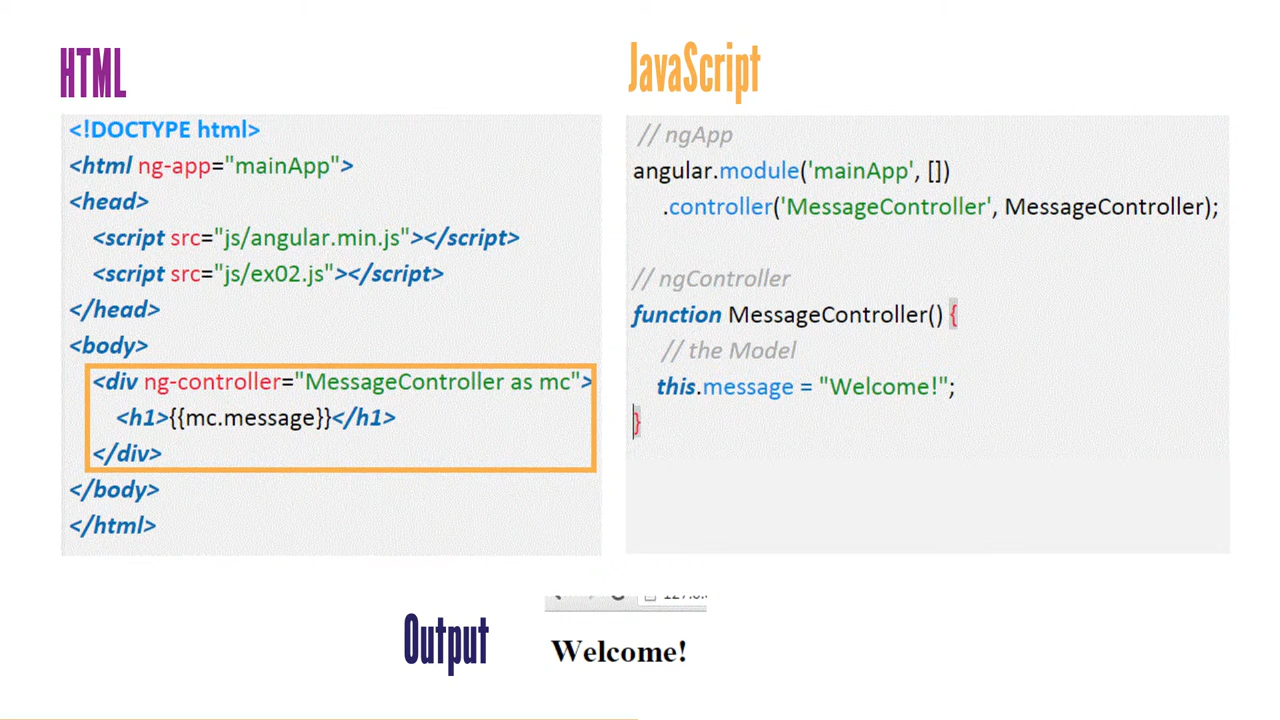 HTML
<!DOCTYPE html>
<html ng-app="mainApp">
<head>
<script src="js/angular.min.js"></script>
<script src="js/ex02.js"></script>
</head>
<body>
<div ng-controller="MessageController as mc">
<h1>{{mc.message}}</h1>
</div>
</body>
</html>
JavaScript
// ngApp
angular.module('mainApp', [])
.controller('MessageController', MessageController);
// ngController
function MessageController() {
// the Model
this.message = "Welcome!";
}
Output
Welcome!